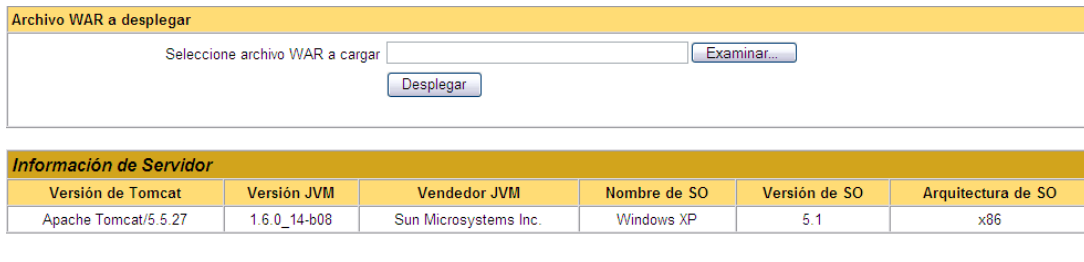 Archivo WAR a desplegar
Seleccione archivo WAR a cargar Examinar...
Desplegar
Información de Servidor
Versión de Tomcat Versión JVM Vendedor JVM Nombre de SO Versión de SO Arquitectura de SO
Apache Tomcat/5.5.27 1.6.0_14-b08 Sun Microsystems Inc. Windows XP 5.1 x86